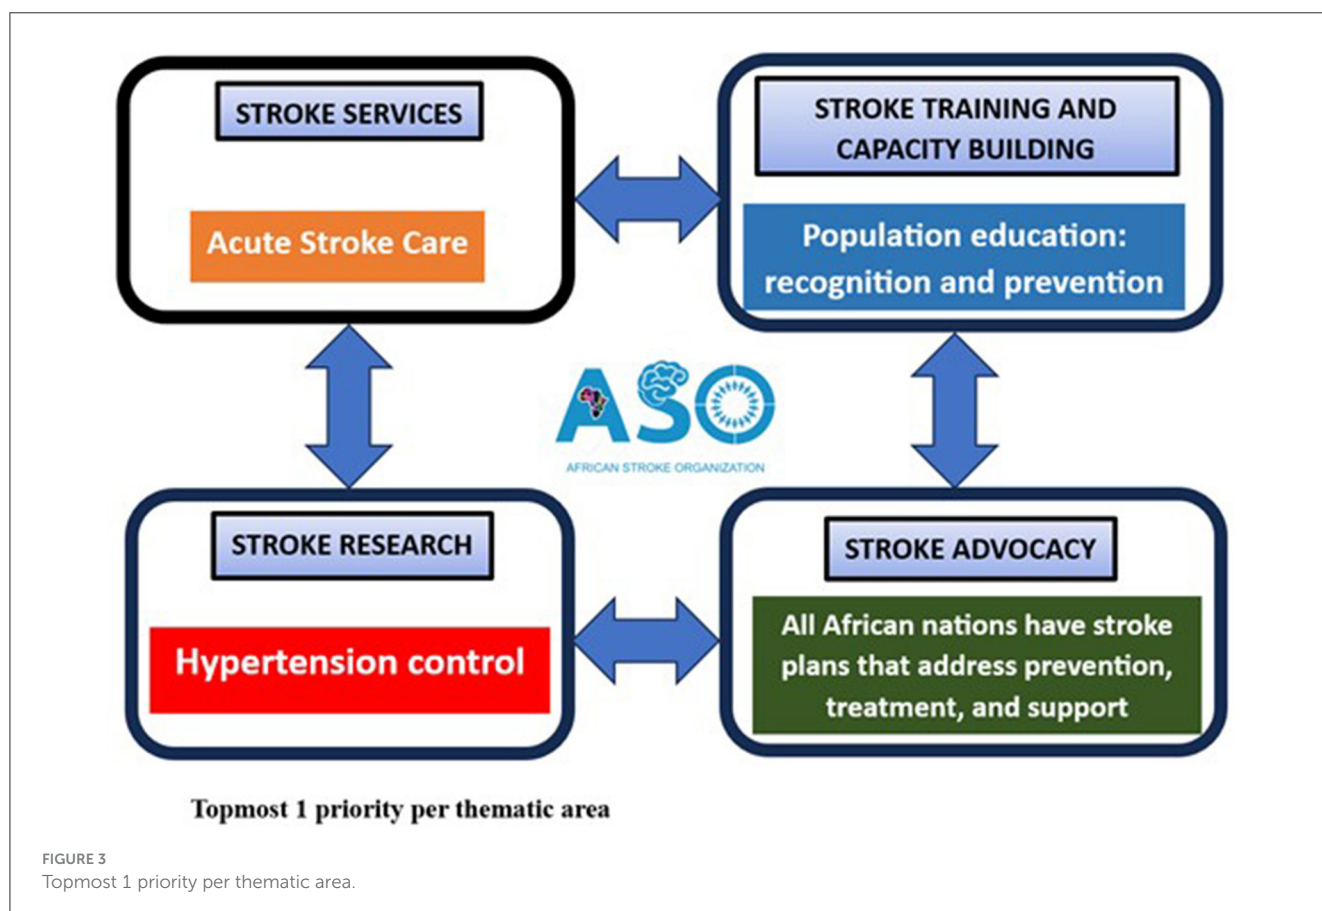 STROKE SERVICES
Acute Stroke Care
STROKE TRAINING AND
CAPACITY BUILDING
Population education:
recognition and prevention
ASO
AFRICAN STROKE ORGANIZATION
STROKE RESEARCH
Hypertension control
STROKE ADVOCACY
All African nations have stroke
plans that address prevention,
treatment, and support
Topmost 1 priority per thematic area
FIGURE 3
Topmost 1 priority per thematic area.